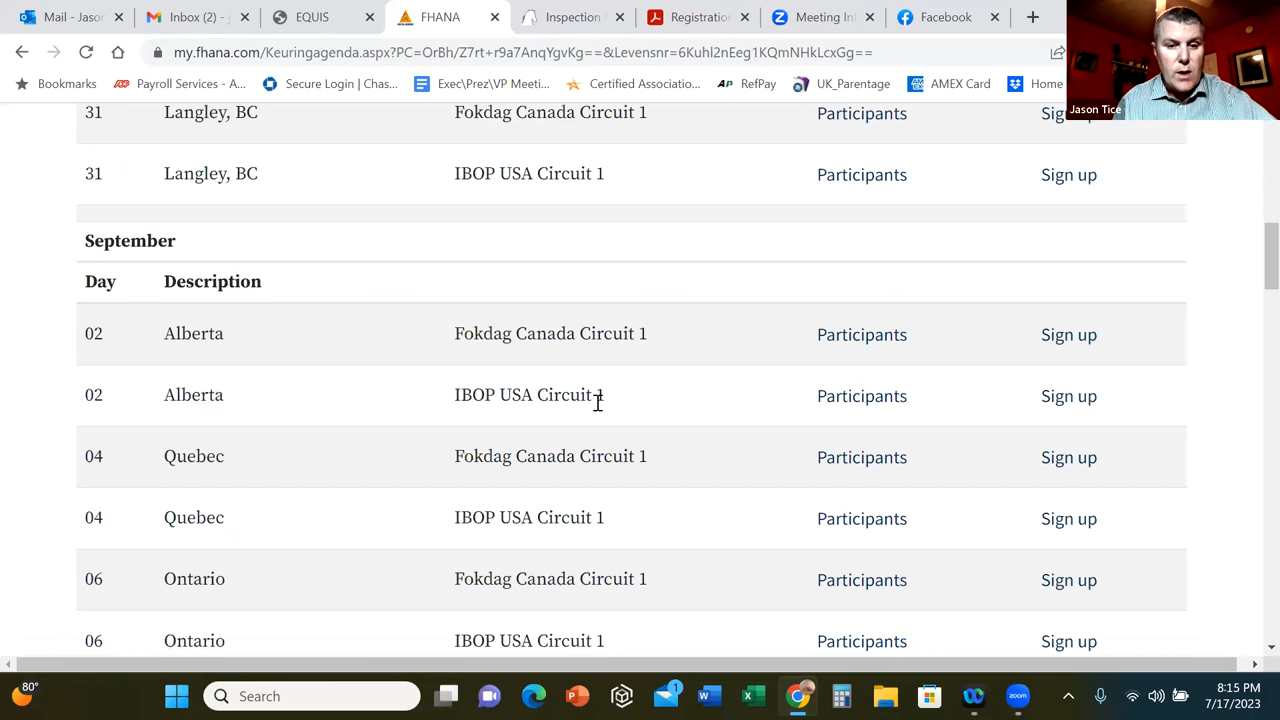 Mail - Jason
Inbox (2) -
EQUIS
FHANA
Inspection
Registration
Meeting
Facebook
my.fhana.com/Keuringagenda.aspx?PC=OrBh/Z7rt+r9a7AnqYgvKg==&Levensnr=6Kuhl2nEeg1KQmNHkLcxGg==
Bookmarks
Payroll Services - A...
Secure Login | Chas...
Exec\Prez/VP Meeti...
Certified Associatio...
RefPay
UK_Parentage
AMEX Card
Home
Jason Tice
31 Langley, BC Fokdag Canada Circuit 1 Participants
31 Langley, BC IBOP USA Circuit 1 Participants Sign up
September
Day Description
02 Alberta Fokdag Canada Circuit 1 Participants Sign up
02 Alberta IBOP USA Circuit 1 Participants Sign up
04 Quebec Fokdag Canada Circuit 1 Participants Sign up
04 Quebec IBOP USA Circuit 1 Participants Sign up
06 Ontario Fokdag Canada Circuit 1 Participants Sign up
06 Ontario IBOP USA Circuit 1 Participants Sign up
80°
Search
1
zoom
8:15 PM
7/17/2023